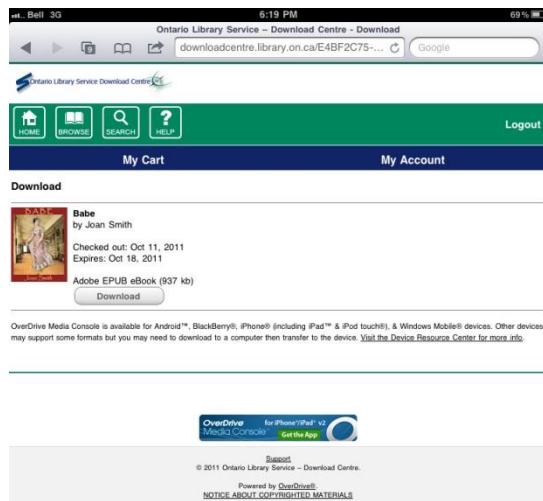 Bell 3G 6:19 PM 69%
Ontario Library Service – Download Centre - Download
downloadcentre.library.on.ca/E4BF2C75-... Google
Ontario Library Service Download Centre
HOME BROWSE SEARCH HELP
Logout
My Cart My Account
Download
BABE
Joan Smith
Babe
by Joan Smith
Checked out: Oct 11, 2011
Expires: Oct 18, 2011
Adobe EPUB eBook (937 kb)
Download
OverDrive Media Console is available for Android™, BlackBerry®, iPhone® (including iPad™ & iPod touch®), & Windows Mobile® devices. Other devices
may support some formats but you may need to download to a computer then transfer to the device. Visit the Device Resource Center for more info.
OverDrive for iPhone®/iPad® v2
Media Console™ Get the App
Support
© 2011 Ontario Library Service – Download Centre.
Powered by OverDrive®.
NOTICE ABOUT COPYRIGHTED MATERIALS